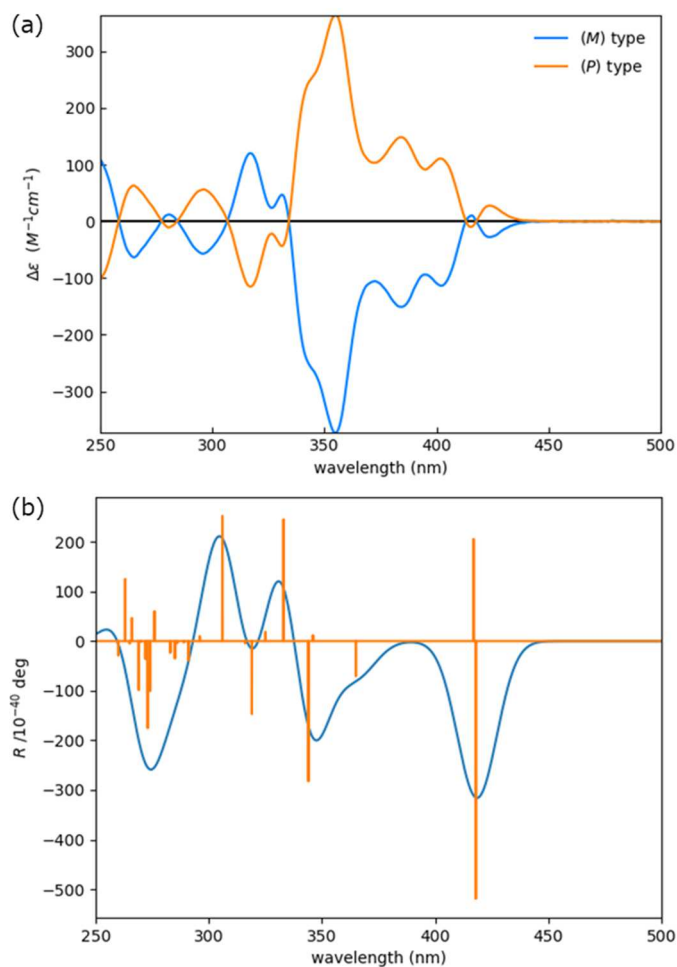 (a)
(M) type
(P) type
300
200
100
0
−100
−200
−300
Δε (M⁻¹cm⁻¹)
250 300 350 400 450 500
wavelength (nm)
(b)
200
100
0
−100
−200
−300
−400
−500
R /10⁻⁴⁰ deg
250 300 350 400 450 500
wavelength (nm)